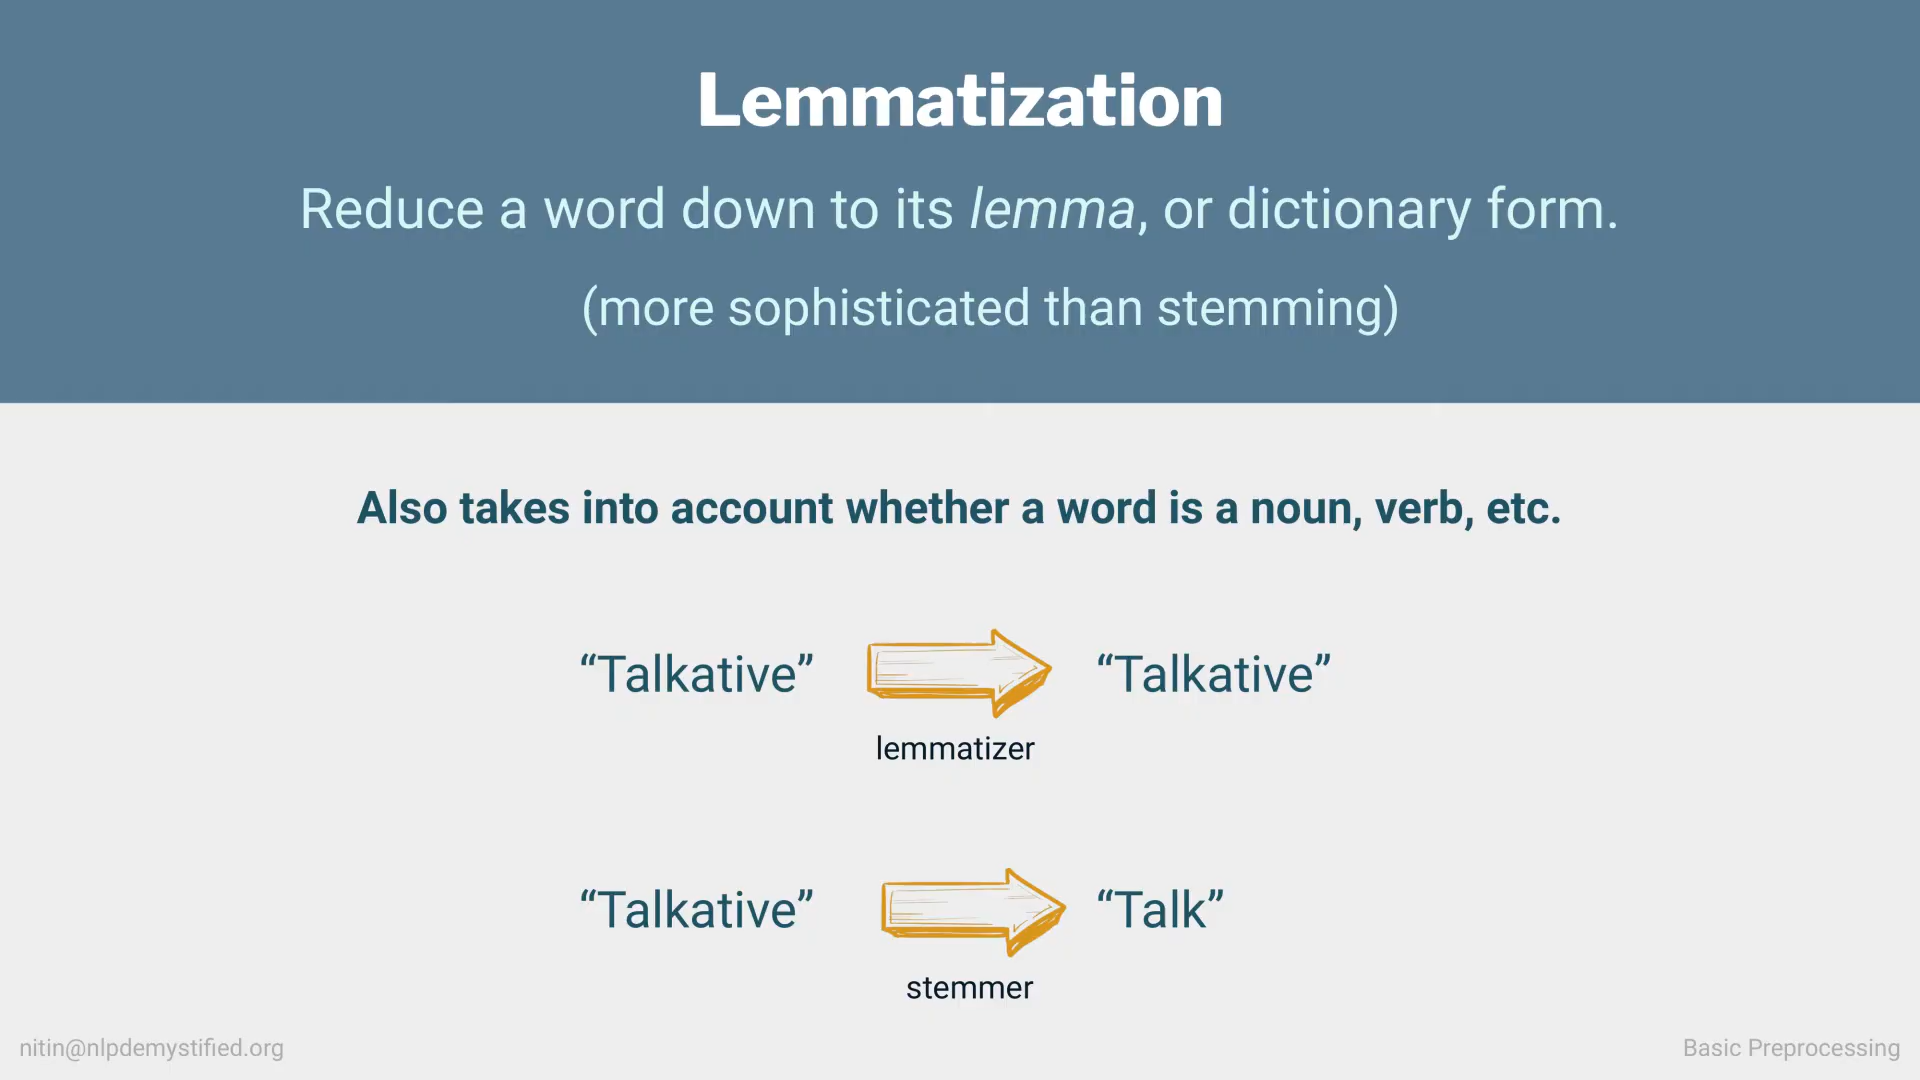 Lemmatization
Reduce a word down to its lemma, or dictionary form.
(more sophisticated than stemming)
Also takes into account whether a word is a noun, verb, etc.
“Talkative” “Talkative”
lemmatizer
“Talkative” “Talk”
stemmer
nitin@nlpdemystified.org Basic Preprocessing